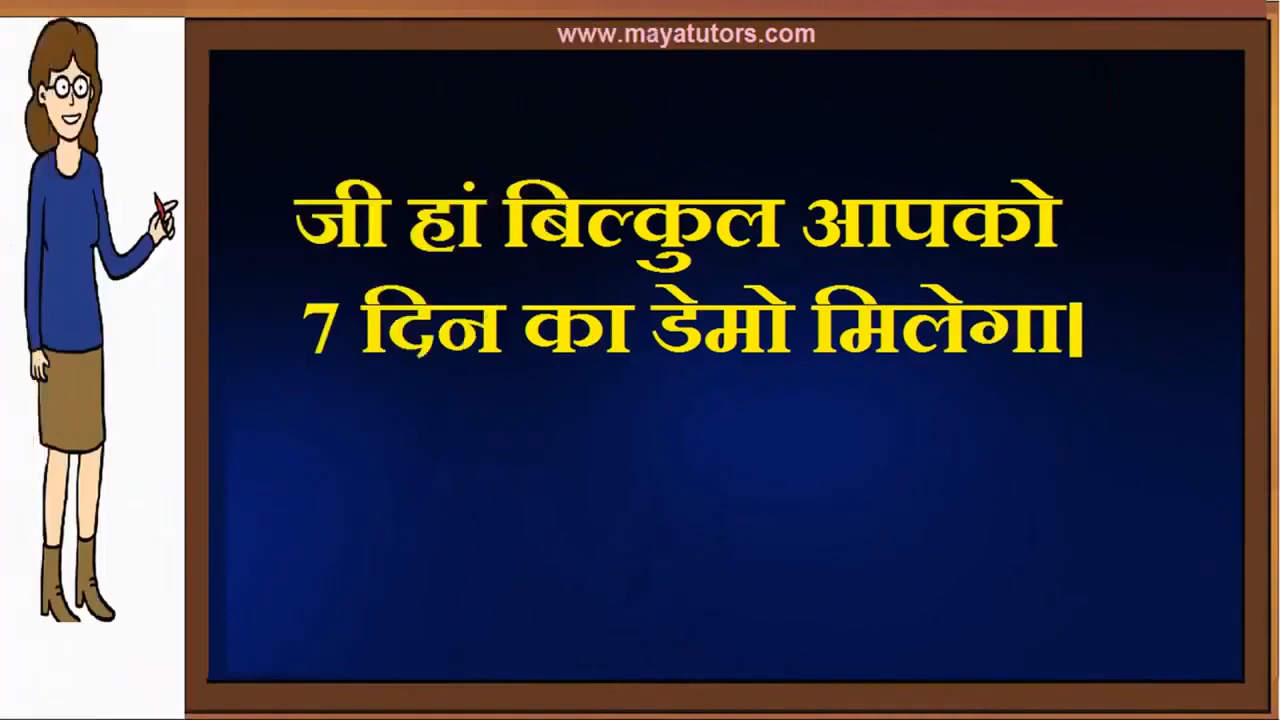 www.mayatutors.com
जी हां बिल्कुल आपको
7 दिन का डेमो मिलेगा।